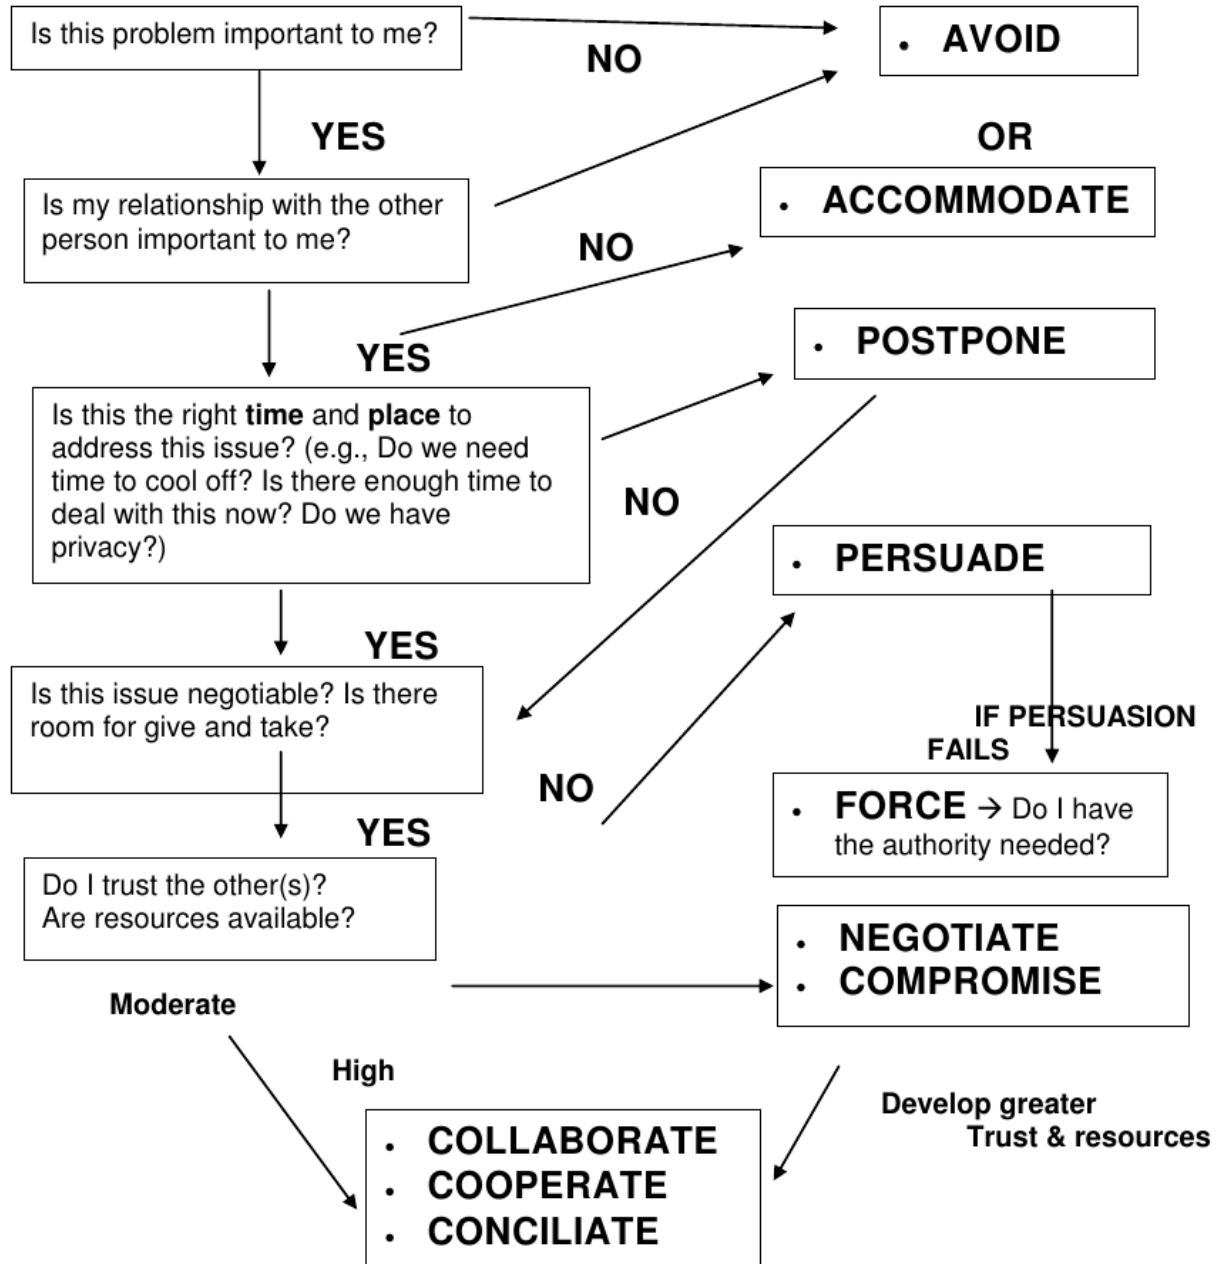 Is this problem important to me?
NO
• AVOID
YES
OR
Is my relationship with the other
person important to me?
• ACCOMMODATE
NO
YES
• POSTPONE
Is this the right time and place to
address this issue? (e.g., Do we need
time to cool off? Is there enough time to
deal with this now? Do we have
privacy?)
NO
• PERSUADE
YES
Is this issue negotiable? Is there
room for give and take?
IF PERSUASION
FAILS
NO
• FORCE → Do I have
the authority needed?
YES
Do I trust the other(s)?
Are resources available?
• NEGOTIATE
• COMPROMISE
Moderate
High
Develop greater
Trust & resources
• COLLABORATE
• COOPERATE
• CONCILIATE